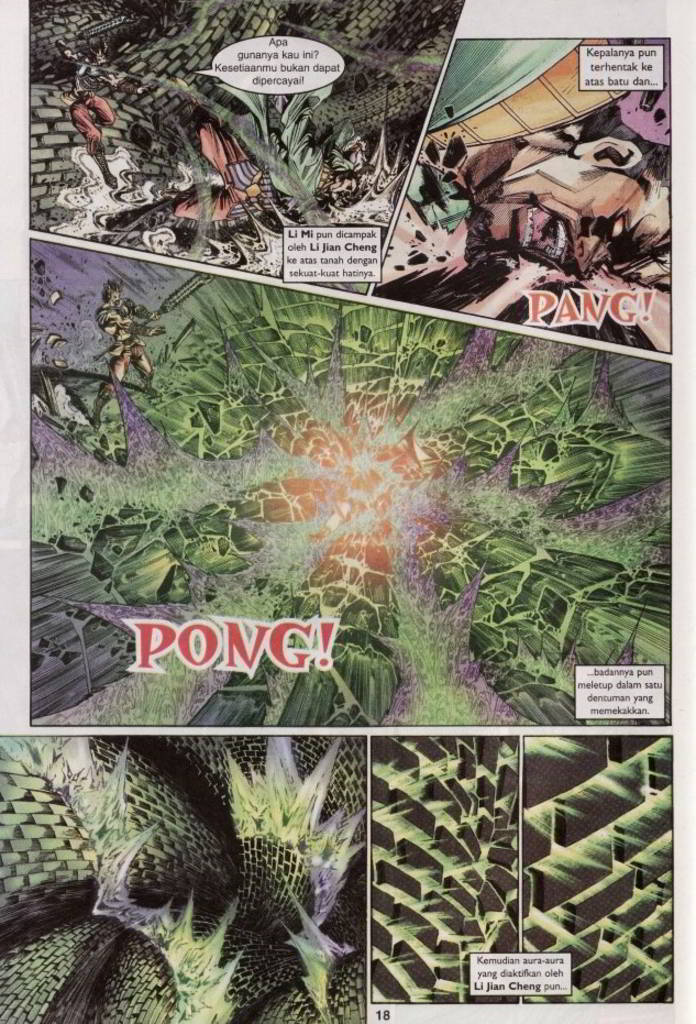 Apa
gunanya kau ini?
Kesetiaanmu bukan dapat
dipercayai!
Li Mi pun dicampak
oleh Li Jian Cheng
ke atas tanah dengan
sekuat-kuat hatinya.
Kepalanya pun
terhentak ke
atas batu dan...
PANG!
PONG!
...badannya pun
meletup dalam satu
dentuman yang
memekakkan.
Kemudian aura-aura
yang diaktifkan oleh
Li Jian Cheng pun...
18